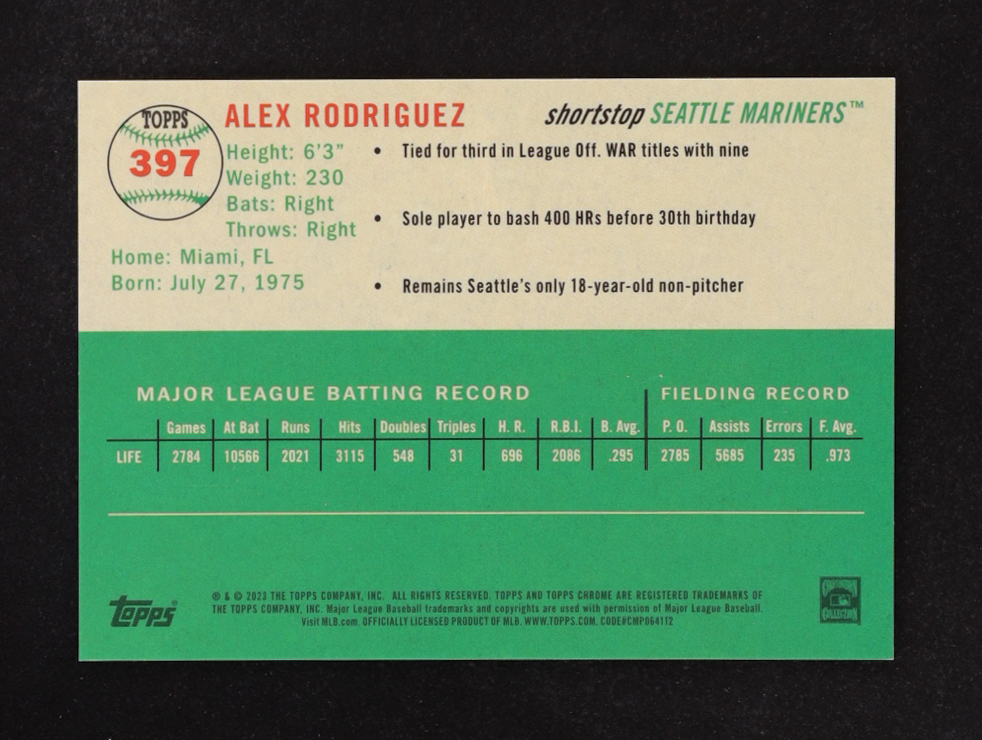 TOPPS
397
ALEX RODRIGUEZ
shortstop SEATTLE MARINERS™
Height: 6'3"
Weight: 230
Bats: Right
Throws: Right
Home: Miami, FL
Born: July 27, 1975
• Tied for third in League Off. WAR titles with nine
• Sole player to bash 400 HRs before 30th birthday
• Remains Seattle's only 18-year-old non-pitcher
MAJOR LEAGUE BATTING RECORD FIELDING RECORD
Games At Bat Runs Hits Doubles Triples H. R. R.B.I. B. Avg. P. O. Assists Errors F. Avg.
LIFE 2784 10566 2021 3115 548 31 696 2086 .295 2785 5685 235 .973
topps®
® & © 2023 THE TOPPS COMPANY, INC. ALL RIGHTS RESERVED. TOPPS AND TOPPS CHROME ARE REGISTERED TRADEMARKS OF
THE TOPPS COMPANY, INC. Major League Baseball trademarks and copyrights are used with permission of Major League Baseball.
Visit MLB.com. OFFICIALLY LICENSED PRODUCT OF MLB. WWW.TOPPS.COM. CODE#CMP064112
COLLECTION